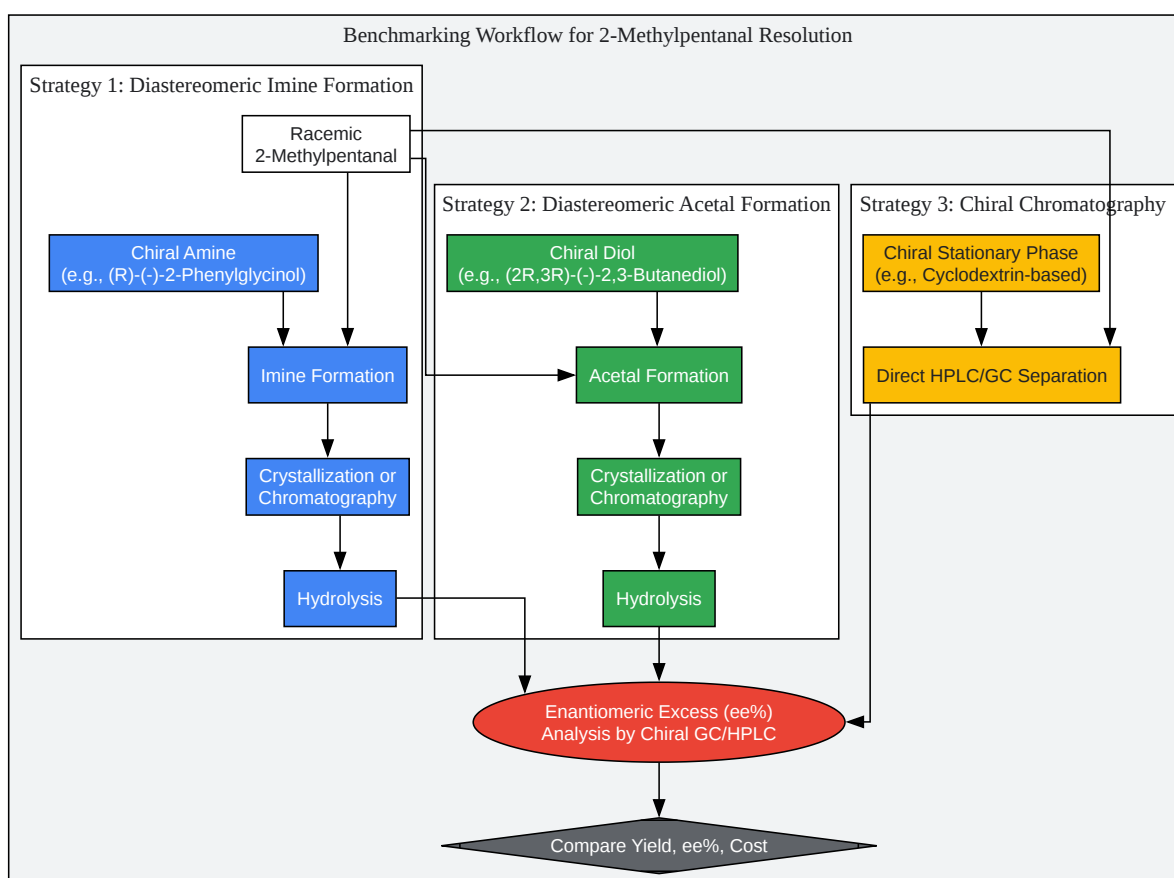 Benchmarking Workflow for 2-Methylpentanal Resolution
Strategy 1: Diastereomeric Imine Formation
Racemic
2-Methylpentanal
Chiral Amine
(e.g., (R)-(-)-2-Phenylglycinol)
Imine Formation
Crystallization or
Chromatography
Hydrolysis
Strategy 2: Diastereomeric Acetal Formation
Chiral Diol
(e.g., (2R,3R)-(-)-2,3-Butanediol)
Acetal Formation
Crystallization or
Chromatography
Hydrolysis
Strategy 3: Chiral Chromatography
Chiral Stationary Phase
(e.g., Cyclodextrin-based)
Direct HPLC/GC Separation
Enantiomeric Excess (ee%)
Analysis by Chiral GC/HPLC
Compare Yield, ee%, Cost